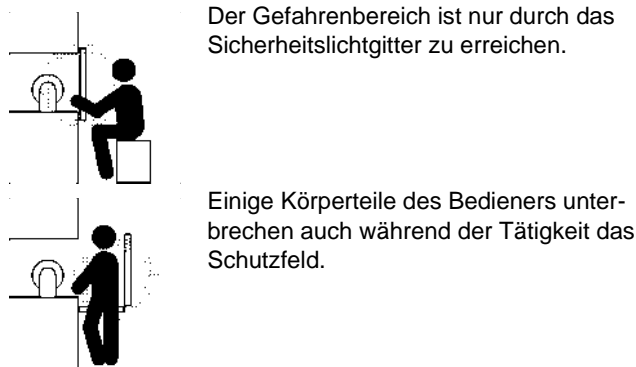 Der Gefahrenbereich ist nur durch das
Sicherheitslichtgitter zu erreichen.
Einige Körperteile des Bedieners unter-
brechen auch während der Tätigkeit das
Schutzfeld.